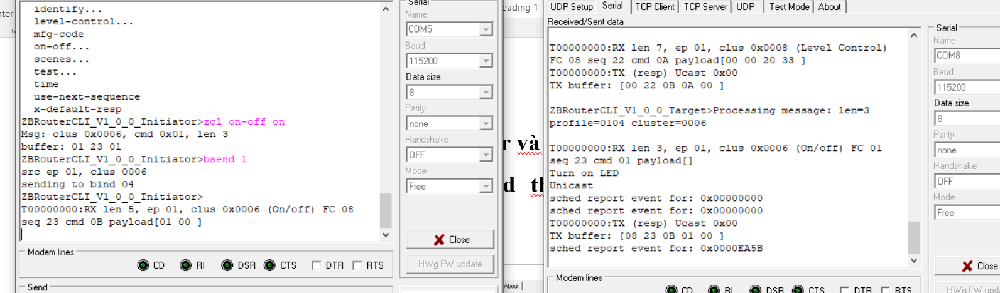 nter
identify...
level-control...
mfg-code
on-off...
scenes...
test...
time
use-next-sequence
x-default-resp
ZBRouterCLI_V1_0_0_Initiator>zcl on-off on
Msg: clus 0x0006, cmd 0x01, len 3
buffer: 01 23 01
ZBRouterCLI_V1_0_0_Initiator>bsend 1
src ep 01, clus 0006
sending to bind 04
ZBRouterCLI_V1_0_0_Initiator>
T00000000:RX len 5, ep 01, clus 0x0006 (On/off) FC 08
seq 23 cmd 0B payload[01 00 ]
Modem lines
CD RI DSR CTS DTR RTS
Send
Serial
Name
COM5
Baud
115200
Data size
8
Parity
none
Handshake
OFF
Mode
Free
Close
HWg FW update
eading 1
r và
d th
About
UDP Setup Serial TCP Client TCP Server UDP Test Mode About
Received/Sent data
T00000000:RX len 7, ep 01, clus 0x0008 (Level Control)
FC 08 seq 22 cmd 0A payload[00 00 20 33 ]
T00000000:TX (resp) Ucast 0x00
TX buffer: [00 22 0B 0A 00 ]
ZBRouterCLI_V1_0_0_Target>Processing message: len=3
profile=0104 cluster=0006
T00000000:RX len 3, ep 01, clus 0x0006 (On/off) FC 01
seq 23 cmd 01 payload[]
Turn on LED
Unicast
sched report event for: 0x00000000
sched report event for: 0x00000000
T00000000:TX (resp) Ucast 0x00
TX buffer: [08 23 0B 01 00 ]
sched report event for: 0x0000EA5B
Modem lines
CD RI DSR CTS DTR RTS
Serial
Name
COM8
Baud
115200
Data size
8
Parity
none
Handshake
OFF
Mode
Free
Close
HWg FW upd